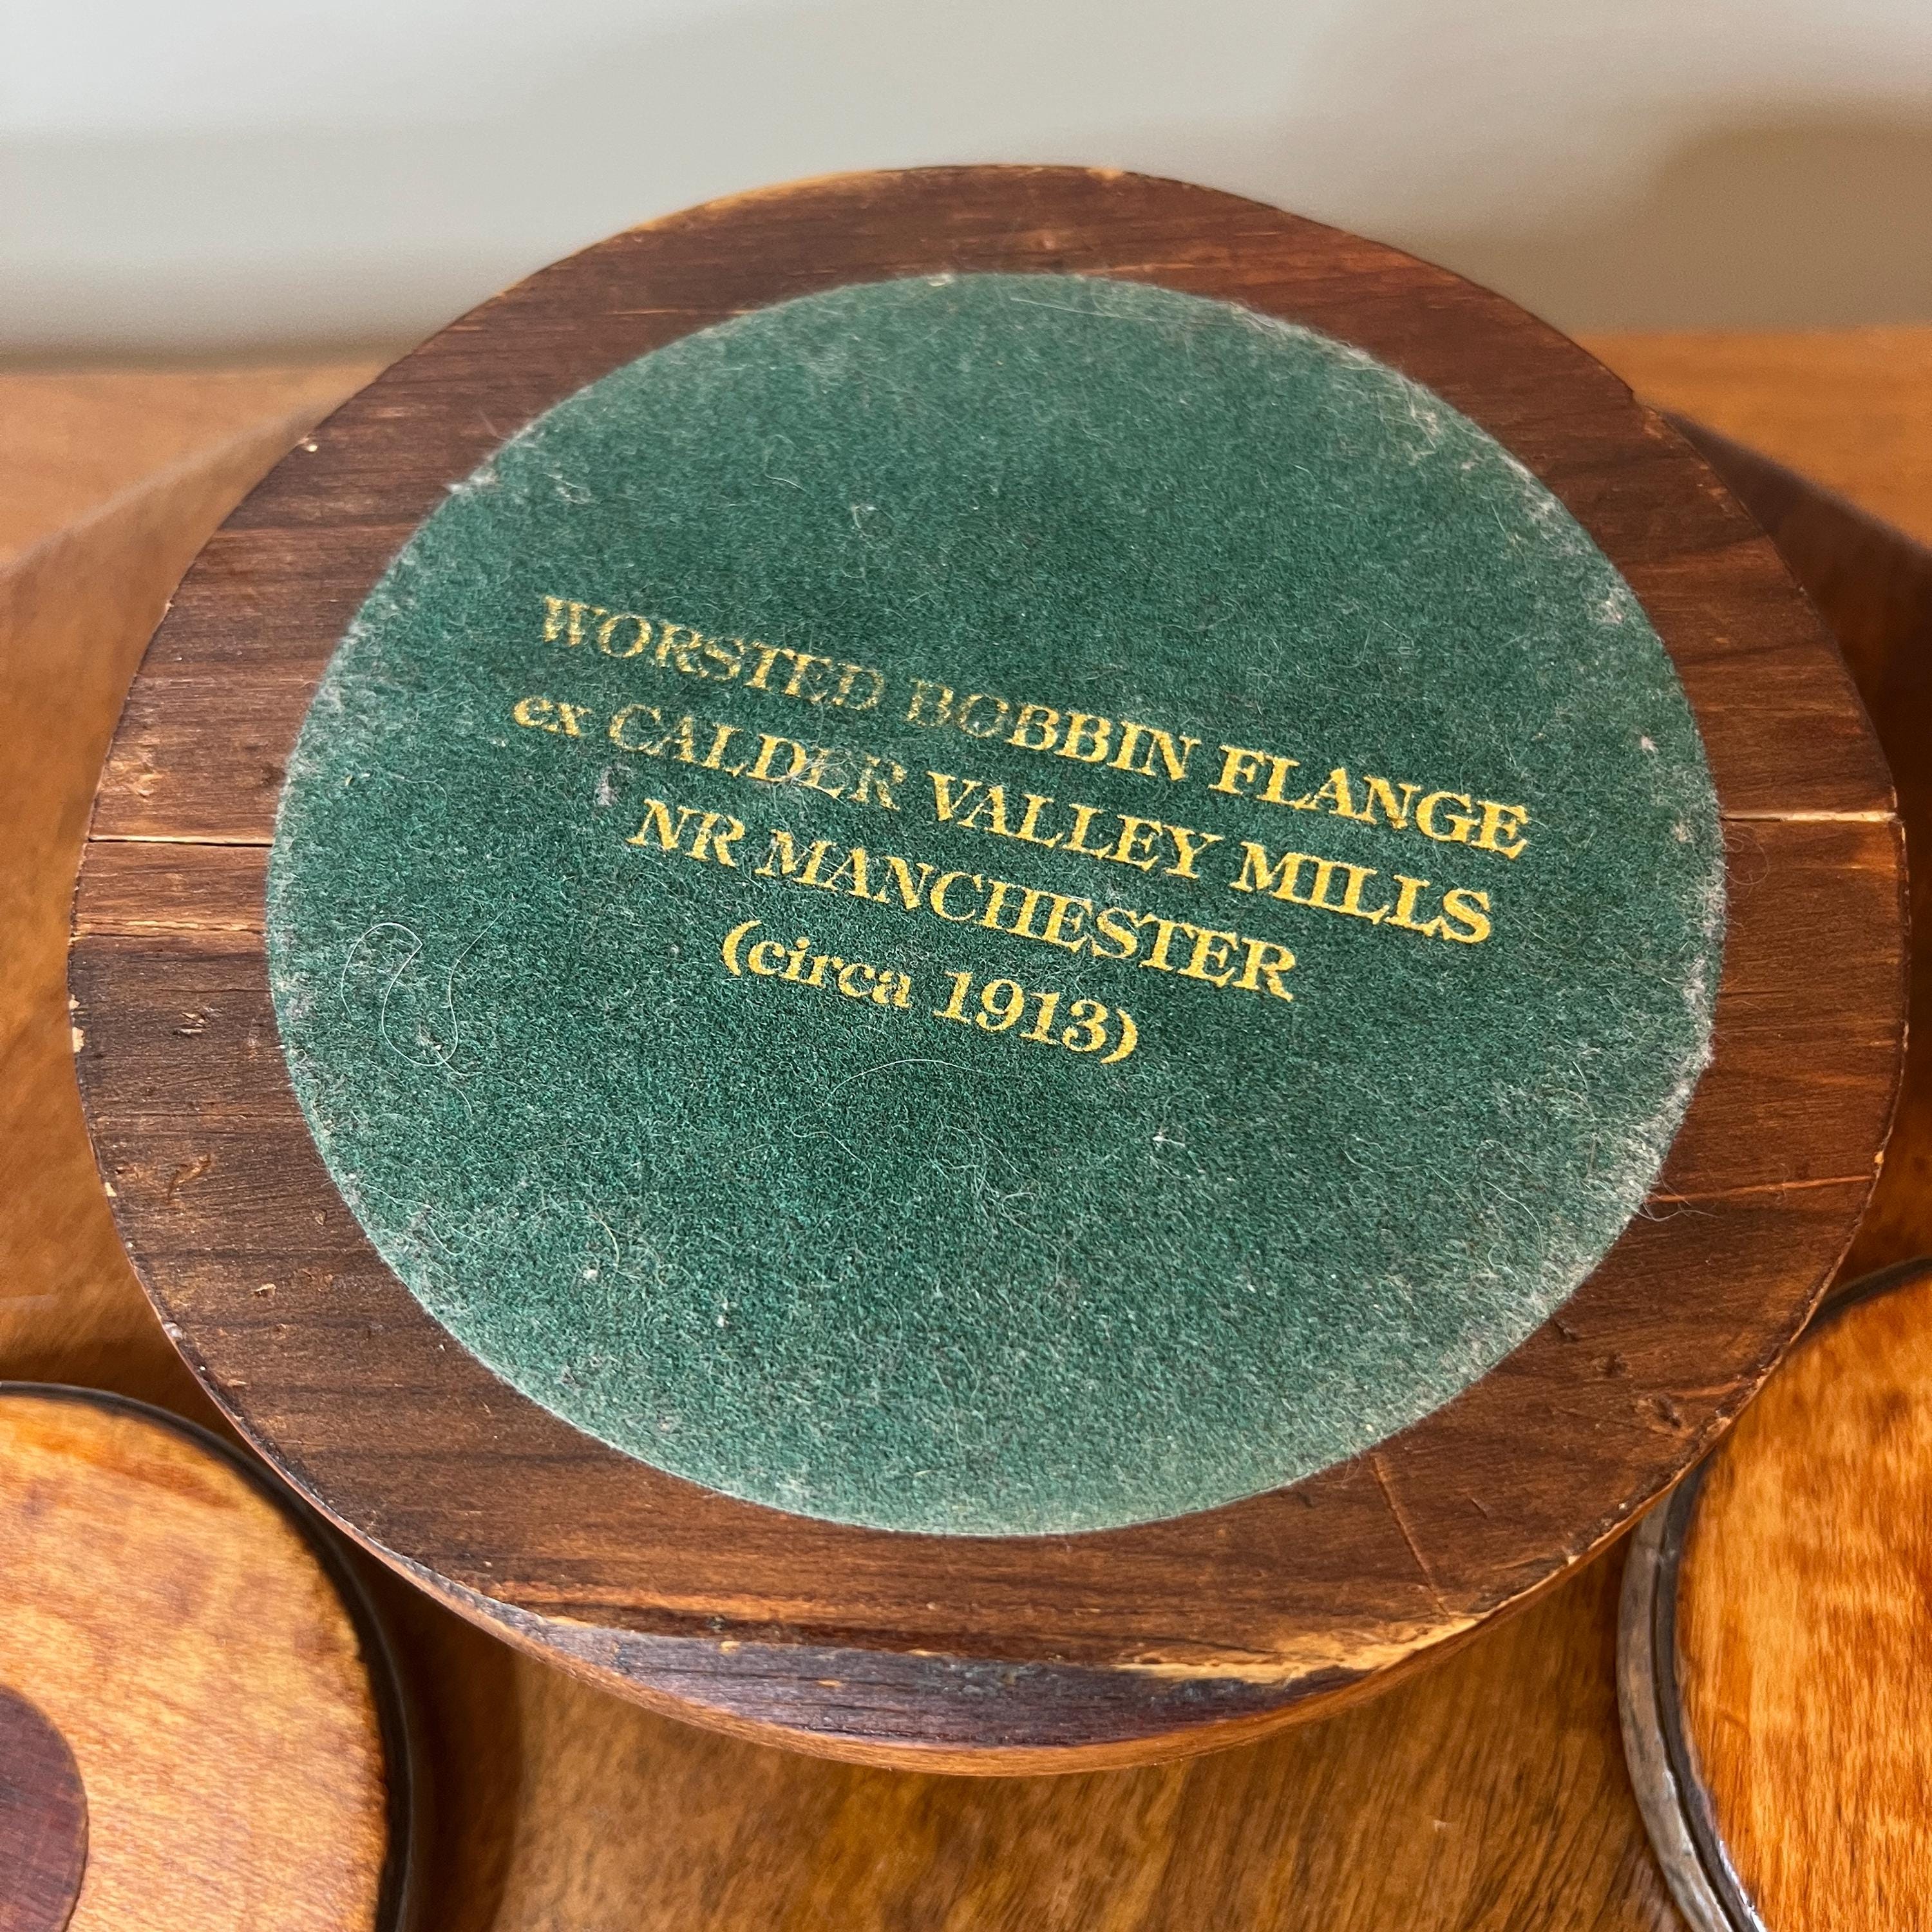 WORSTED BOBBIN FLANGE
ex CALDER VALLEY MILLS
NR MANCHESTER
(circa 1913)